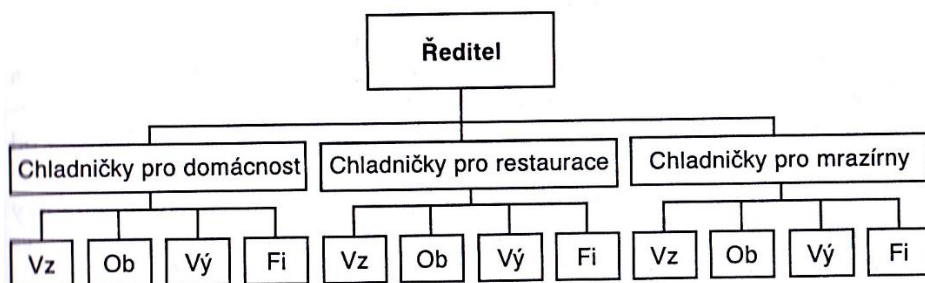 Ředitel
Chladničky pro domácnost
Chladničky pro restaurace
Chladničky pro mrazírny
Vz
Ob
Vý
Fi
Vz
Ob
Vý
Fi
Vz
Ob
Vý
Fi